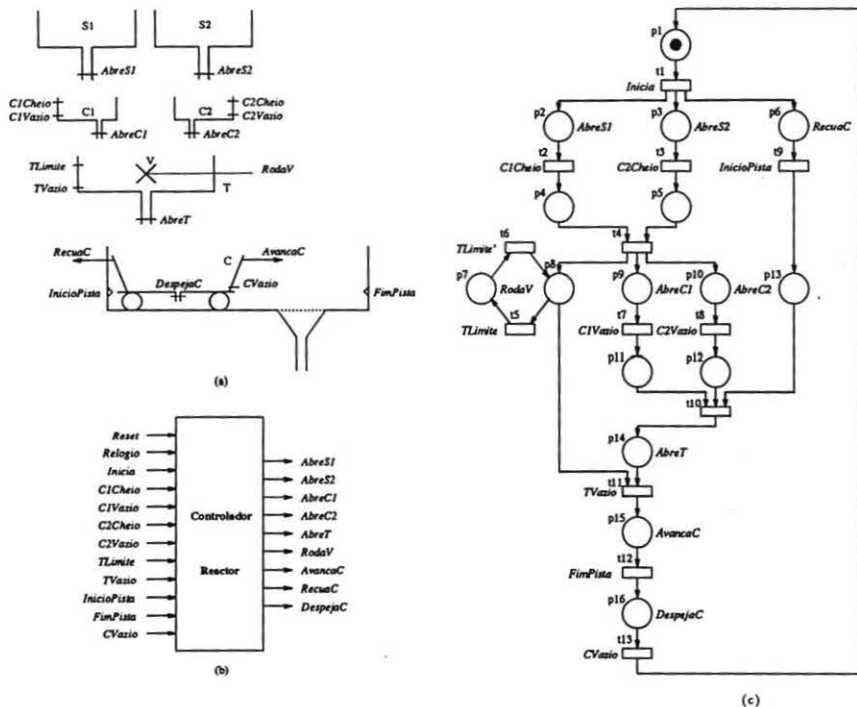 S1
S2
AbreS1
AbreS2
C1Cheio
C1Vazio
C1
C2
C2Cheio
C2Vazio
AbreC1
AbreC2
TLimite
TVazio
V
RodaV
T
AbreT
RecuaC
AvancaC
C
DespejaC
CVazio
InicioPista
FimPista
(a)
Reset
Relogio
Inicia
C1Cheio
C1Vazio
C2Cheio
C2Vazio
TLimite
TVazio
InicioPista
FimPista
CVazio
Controlador
Reactor
AbreS1
AbreS2
AbreC1
AbreC2
AbreT
RodaV
AvancaC
RecuaC
DespejaC
(b)
p1
t1
Inicia
p2
AbreS1
p3
AbreS2
p6
RecuaC
t2
C1Cheio
t3
C2Cheio
t9
InicioPista
p4
p5
t4
t6
TLimite'
p7
RodaV
p8
t5
TLimite
p9
AbreC1
p10
AbreC2
p13
t7
C1Vazio
t8
C2Vazio
p11
p12
t10
p14
AbreT
t11
TVazio
p15
AvancaC
t12
FimPista
p16
DespejaC
t13
CVazio
(c)